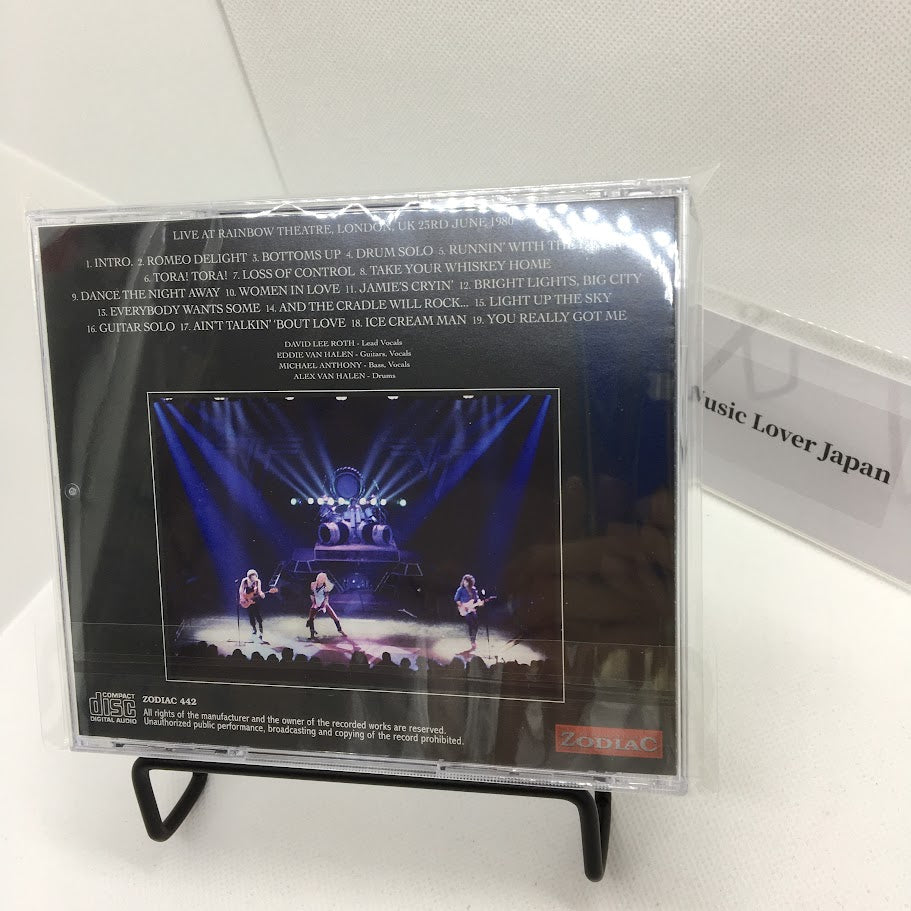 LIVE AT RAINBOW THEATRE, LONDON, UK 23RD JUNE 1980
1. INTRO. 2. ROMEO DELIGHT 3. BOTTOMS UP 4. DRUM SOLO 5. RUNNIN' WITH THE
6. TORA! TORA! 7. LOSS OF CONTROL 8. TAKE YOUR WHISKEY HOME
9. DANCE THE NIGHT AWAY 10. WOMEN IN LOVE 11. JAMIE'S CRYIN' 12. BRIGHT LIGHTS, BIG CITY
13. EVERYBODY WANTS SOME 14. AND THE CRADLE WILL ROCK... 15. LIGHT UP THE SKY
16. GUITAR SOLO 17. AIN'T TALKIN' 'BOUT LOVE 18. ICE CREAM MAN 19. YOU REALLY GOT ME
DAVID LEE ROTH - Lead Vocals
EDDIE VAN HALEN - Guitars, Vocals
MICHAEL ANTHONY - Bass, Vocals
ALEX VAN HALEN - Drums
COMPACT
disc
DIGITAL AUDIO
ZODIAC 442
All rights of the manufacturer and the owner of the recorded works are reserved.
Unauthorized public performance, broadcasting and copying of the record prohibited.
ZODIAC
Music Lover Japan